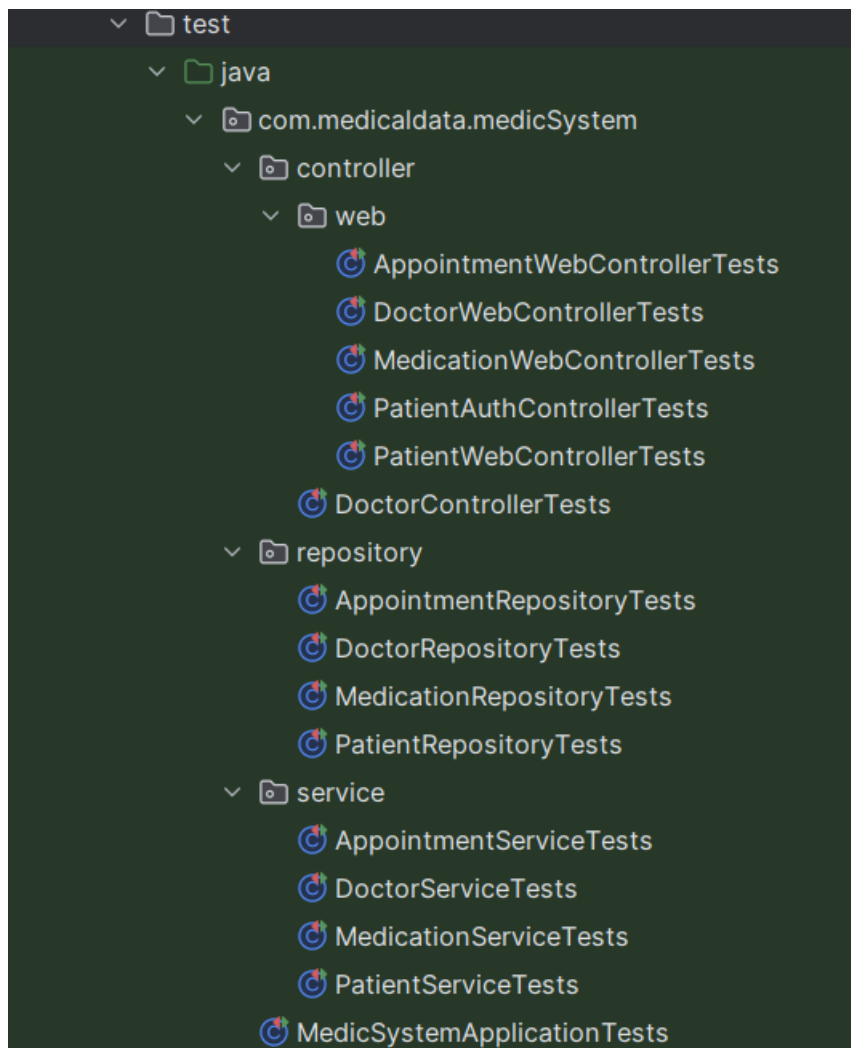 test
java
com.medicaldata.medicSystem
controller
web
AppointmentWebControllerTests
DoctorWebControllerTests
MedicationWebControllerTests
PatientAuthControllerTests
PatientWebControllerTests
DoctorControllerTests
repository
AppointmentRepositoryTests
DoctorRepositoryTests
MedicationRepositoryTests
PatientRepositoryTests
service
AppointmentServiceTests
DoctorServiceTests
MedicationServiceTests
PatientServiceTests
MedicSystemApplicationTests